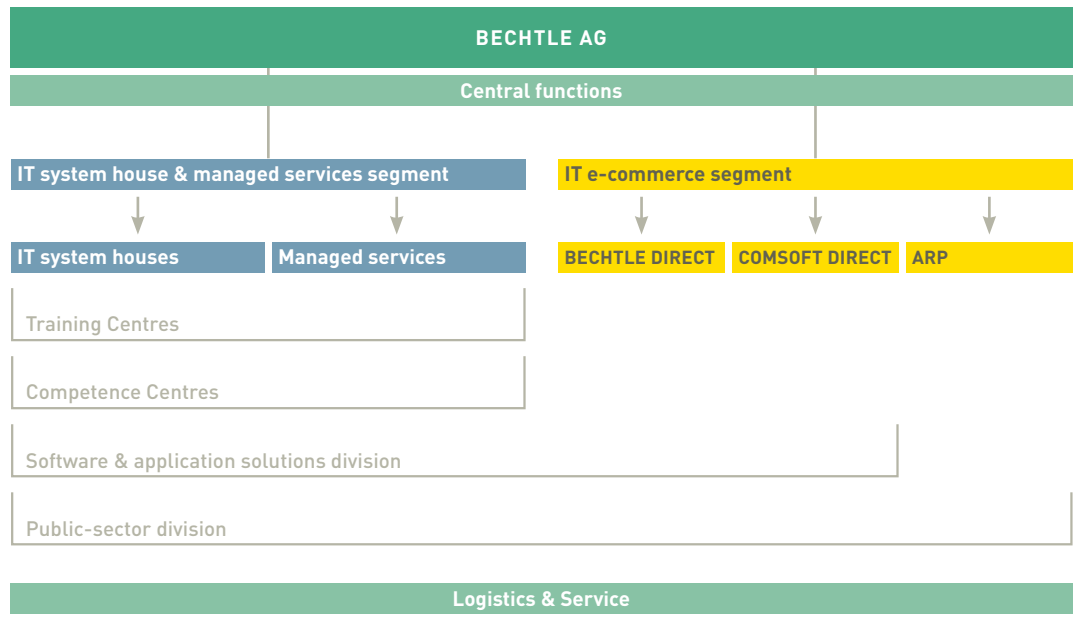 BECHTLE AG
Central functions
IT system house & managed services segment
IT e-commerce segment
IT system houses
Managed services
BECHTLE DIRECT
COMSOFT DIRECT
ARP
Training Centres
Competence Centres
Software & application solutions division
Public-sector division
Logistics & Service